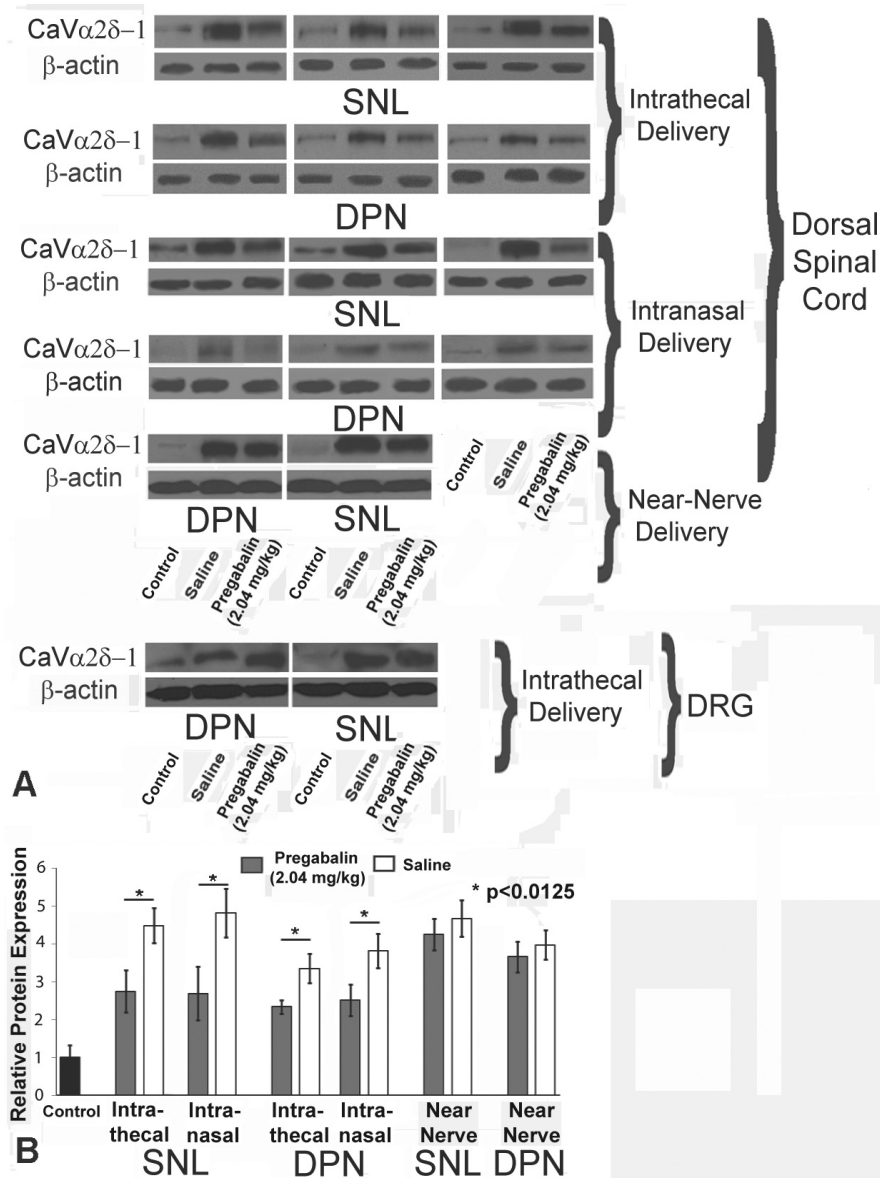 CaVα2δ–1
β-actin
SNL
Intrathecal
Delivery
CaVα2δ–1
β-actin
DPN
Dorsal
Spinal
Cord
CaVα2δ–1
β-actin
SNL
Intranasal
Delivery
CaVα2δ–1
β-actin
DPN
CaVα2δ–1
β-actin
DPN
SNL
Control
Saline
Pregabalin
(2.04 mg/kg)
Near-Nerve
Delivery
Control
Saline
Pregabalin
(2.04 mg/kg)
Control
Saline
Pregabalin
(2.04 mg/kg)
CaVα2δ–1
β-actin
DPN
SNL
Intrathecal
Delivery
DRG
Control
Saline
Pregabalin
(2.04 mg/kg)
Control
Saline
Pregabalin
(2.04 mg/kg)
A
Relative Protein Expression
6
5
4
3
2
1
0
Pregabalin
(2.04 mg/kg)
Saline
* p<0.0125
*
*
*
*
Control
Intra-
thecal
Intra-
nasal
Intra-
thecal
Intra-
nasal
Near
Nerve
Near
Nerve
SNL
DPN
SNL
DPN
B